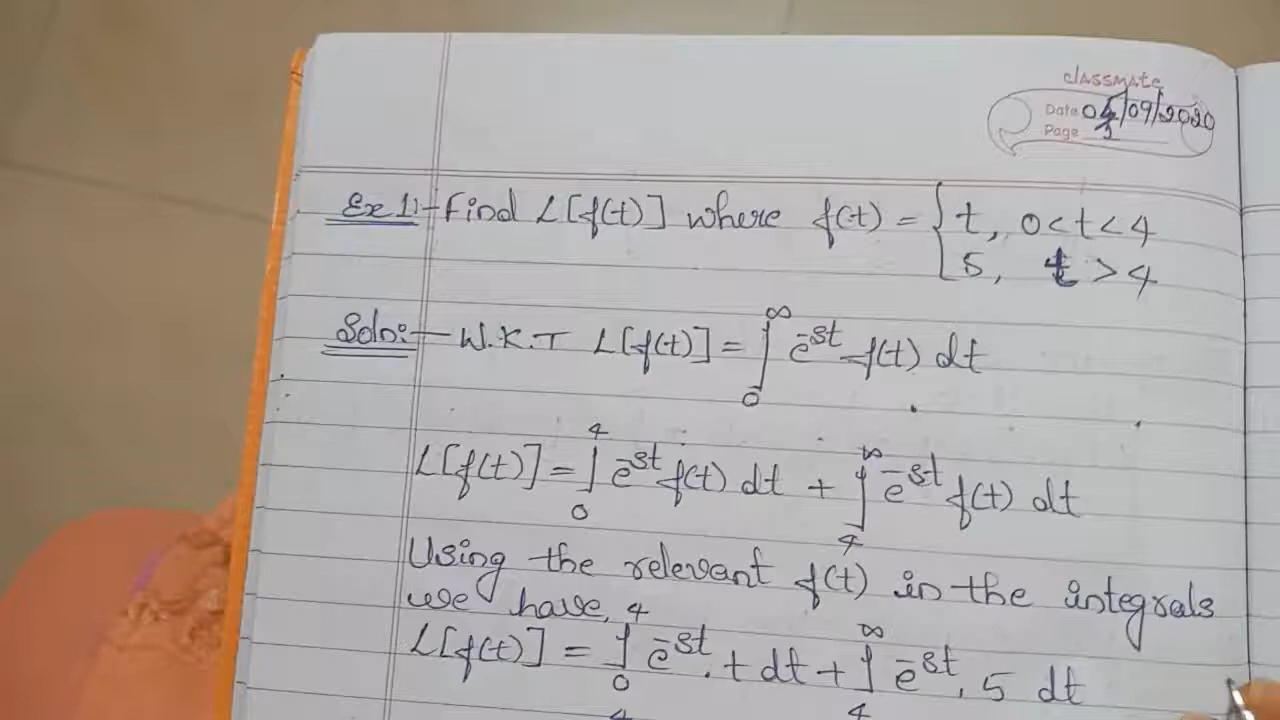 classmate
Date 04/09/2020
Page
Ex 1:- Find L[f(t)] where f(t) = { t, 0<t<4
5, t>4
Soln:— W.K.T L[f(t)] = ∫₀^∞ e^-st f(t) dt
L[f(t)] = ∫₀^4 e^-st f(t) dt + ∫₄^∞ e^-st f(t) dt
Using the relevant f(t) in the integrals
we have,
L[f(t)] = ∫₀^4 e^-st . t dt + ∫₄^∞ e^-st . 5 dt